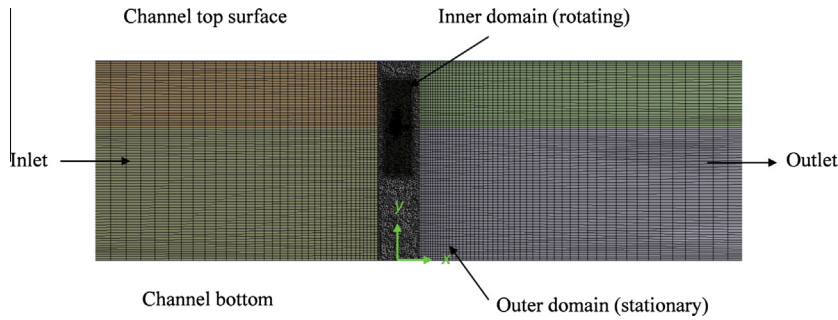 Channel top surface
Inner domain (rotating)
Inlet
Outlet
y
x
Channel bottom
Outer domain (stationary)